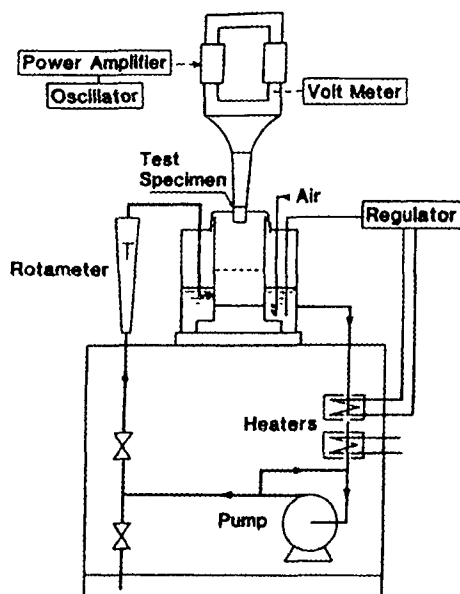 Power Amplifier
Oscillator
Volt Meter
Test
Specimen
Air
Regulator
T
Rotameter
Heaters
Pump